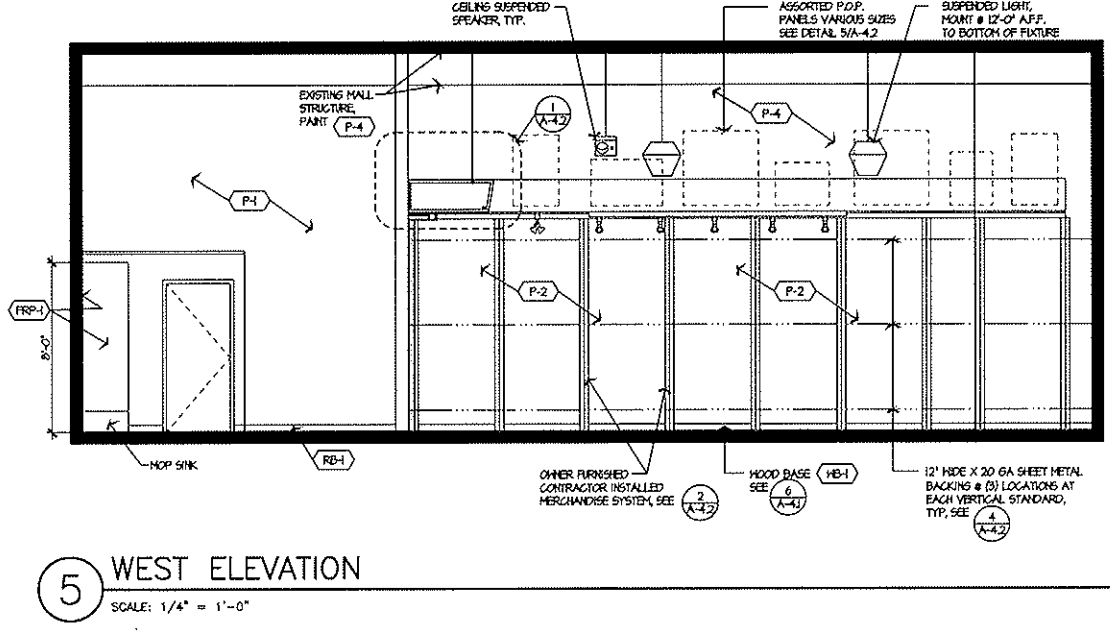 CEILING SUSPENDED
SPEAKER, TYP.
ASSORTED P.O.P.
PANELS VARIOUS SIZES
SEE DETAIL 5/A-4.2
SUSPENDED LIGHT,
MOUNT @ 12'-0" A.F.F.
TO BOTTOM OF FIXTURE
EXISTING MALL
STRUCTURE,
PAINT P-4
1
A-4.2
P-4
P-1
P-2
P-2
FRP-1
8'-0"
MOP SINK
RB-1
OWNER FURNISHED
CONTRACTOR INSTALLED
MERCHANDISE SYSTEM, SEE
2
A-4.2
WOOD BASE WB-1
SEE
6
A-4.1
12" WIDE X 20 GA SHEET METAL
BACKING @ (3) LOCATIONS AT
EACH VERTICAL STANDARD,
TYP, SEE
4
A-4.2
5
WEST ELEVATION
SCALE: 1/4" = 1'-0"